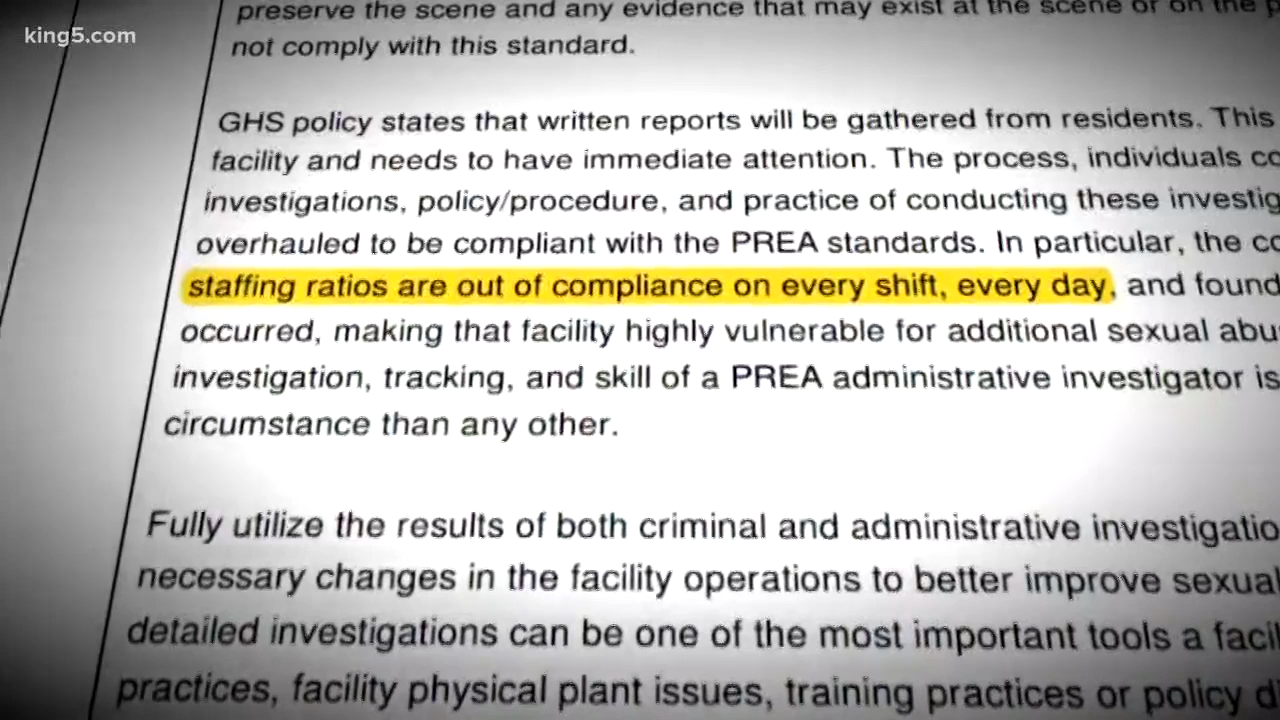 king5.com
preserve the scene and any evidence that may exist at the scene or on the
not comply with this standard.
GHS policy states that written reports will be gathered from residents. This
facility and needs to have immediate attention. The process, individuals
investigations, policy/procedure, and practice of conducting these
overhauled to be compliant with the PREA standards. In particular, the
staffing ratios are out of compliance on every shift, every day, and found
occurred, making that facility highly vulnerable for additional sexual
investigation, tracking, and skill of a PREA administrative investigator is
circumstance than any other.
Fully utilize the results of both criminal and administrative
necessary changes in the facility operations to better improve sexual
detailed investigations can be one of the most important tools a
practices, facility physical plant issues, training practices or policy